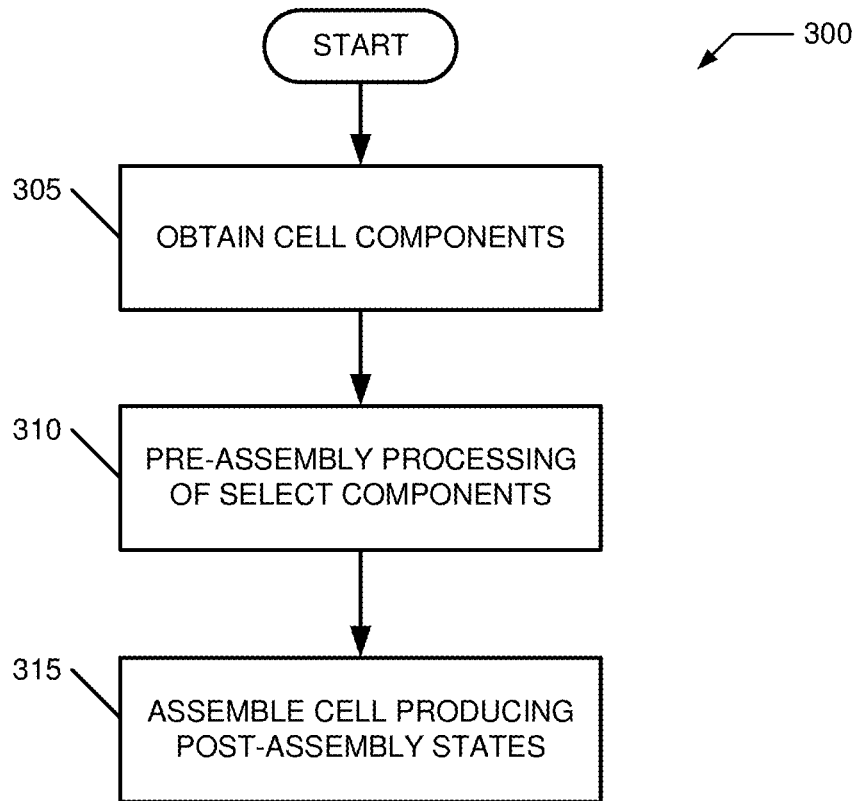 START
300
305
OBTAIN CELL COMPONENTS
310
PRE-ASSEMBLY PROCESSING
OF SELECT COMPONENTS
315
ASSEMBLE CELL PRODUCING
POST-ASSEMBLY STATES